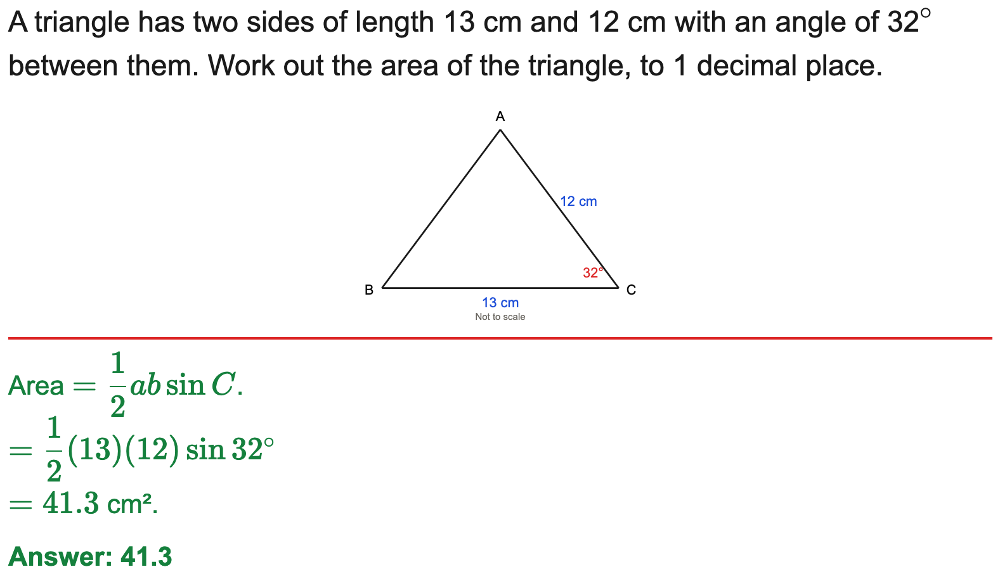 A triangle has two sides of length 13 cm and 12 cm with an angle of 32°
between them. Work out the area of the triangle, to 1 decimal place.
A
12 cm
32°
B
C
13 cm
Not to scale
Area = 1/2 ab sin C.
= 1/2 (13)(12) sin 32°
= 41.3 cm².
Answer: 41.3